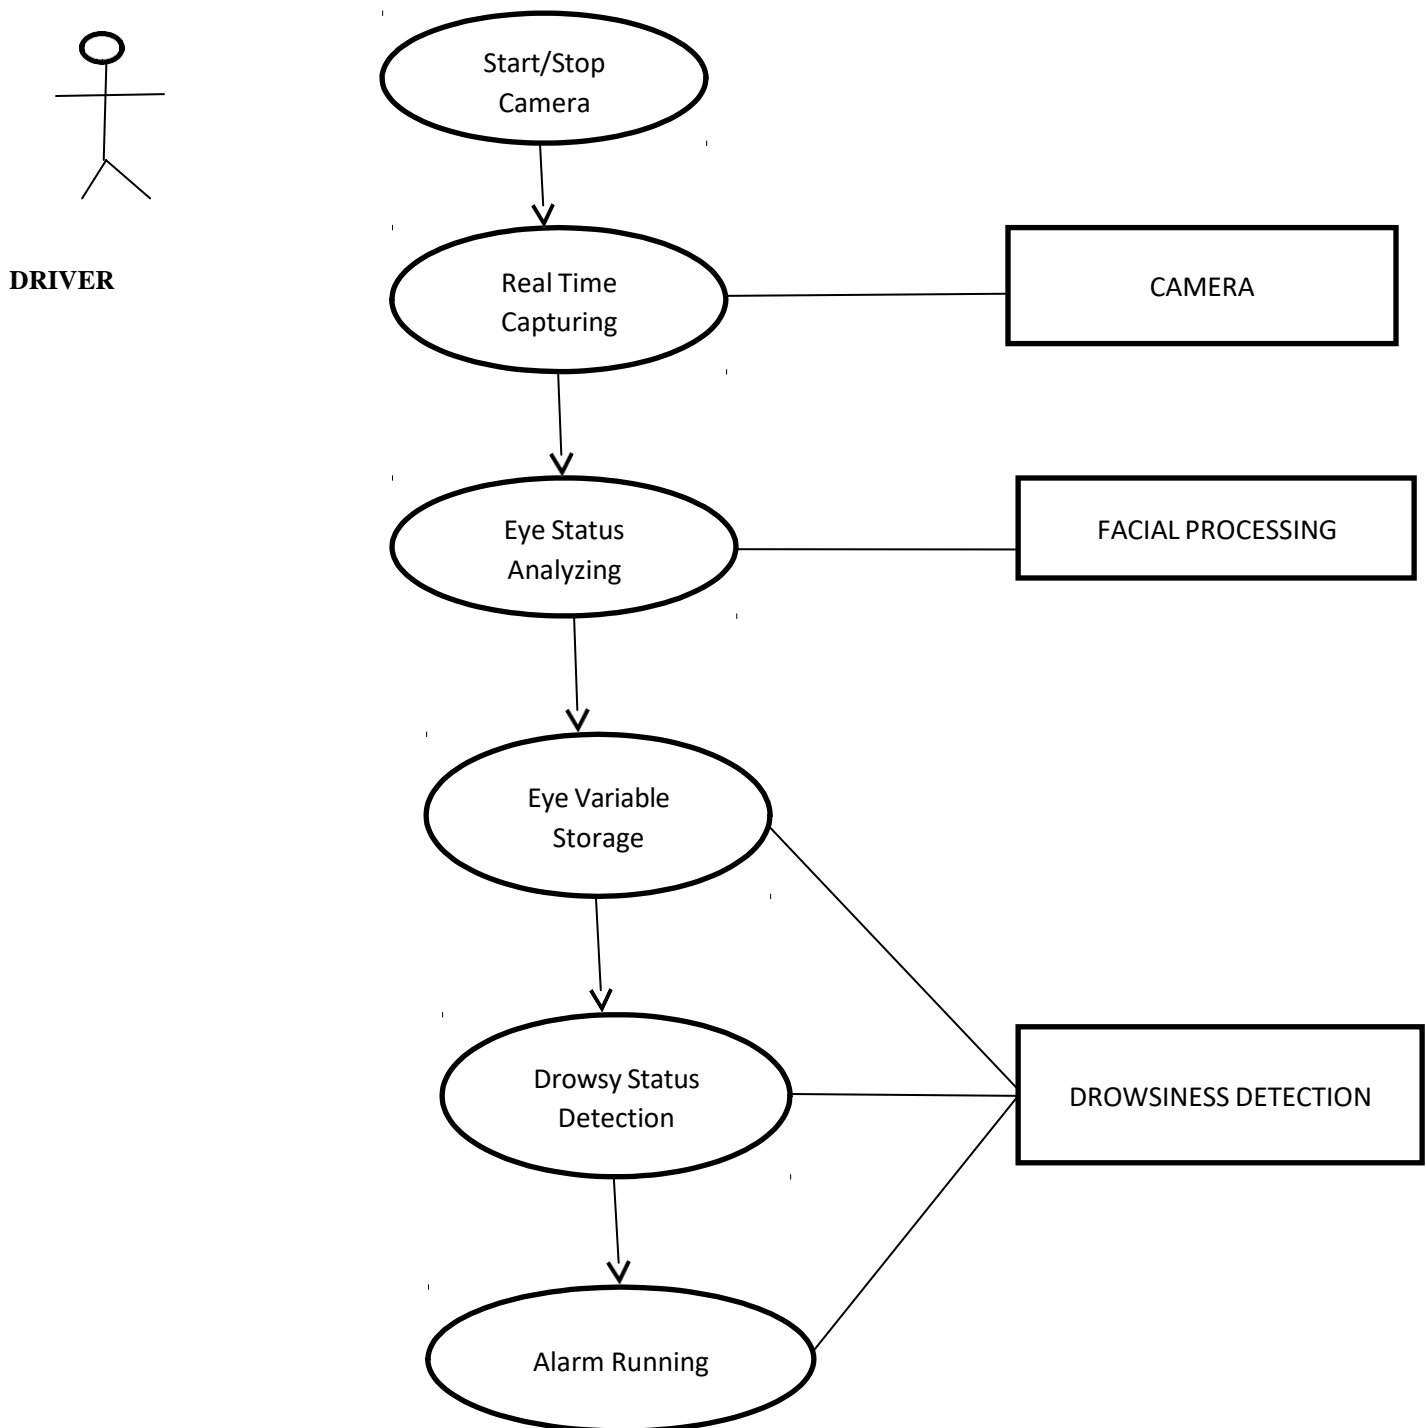 Start/Stop
Camera
DRIVER
Real Time
Capturing
CAMERA
Eye Status
Analyzing
FACIAL PROCESSING
Eye Variable
Storage
Drowsy Status
Detection
DROWSINESS DETECTION
Alarm Running